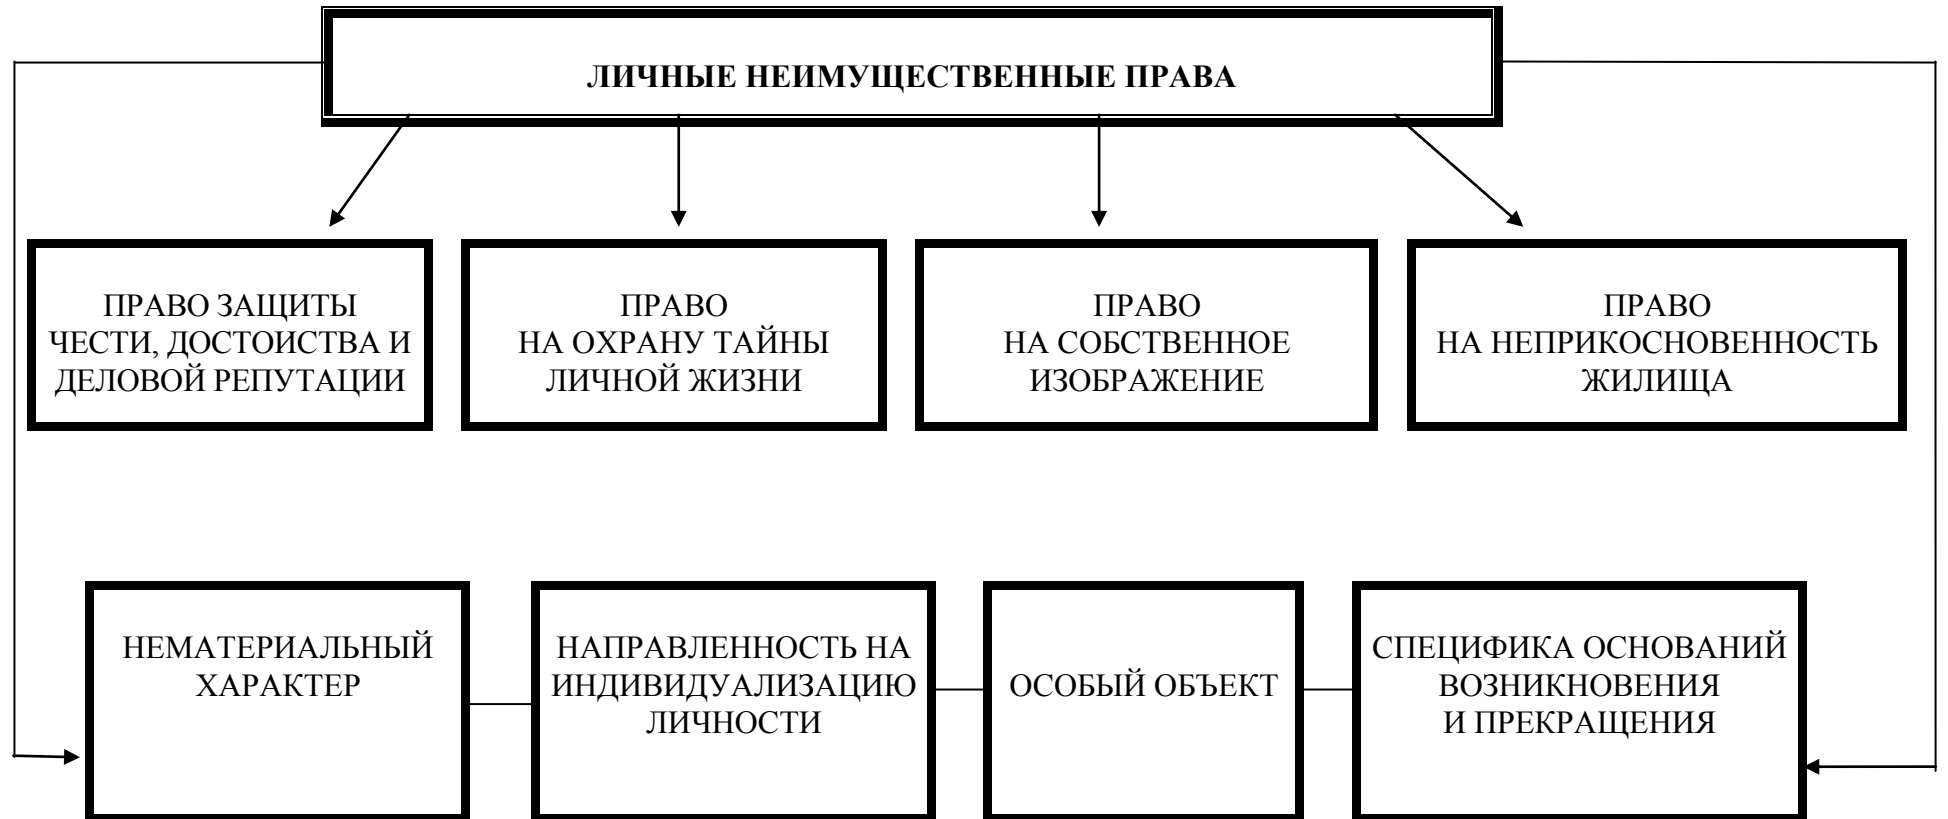 ЛИЧНЫЕ НЕИМУЩЕСТВЕННЫЕ ПРАВА
ПРАВО ЗАЩИТЫ
ЧЕСТИ, ДОСТОИСТВА И
ДЕЛОВОЙ РЕПУТАЦИИ
ПРАВО
НА ОХРАНУ ТАЙНЫ
ЛИЧНОЙ ЖИЗНИ
ПРАВО
НА СОБСТВЕННОЕ
ИЗОБРАЖЕНИЕ
ПРАВО
НА НЕПРИКОСНОВЕННОСТЬ
ЖИЛИЩА
НЕМАТЕРИАЛЬНЫЙ
ХАРАКТЕР
НАПРАВЛЕННОСТЬ НА
ИНДИВИДУАЛИЗАЦИЮ
ЛИЧНОСТИ
ОСОБЫЙ ОБЪЕКТ
СПЕЦИФИКА ОСНОВАНИЙ
ВОЗНИКНОВЕНИЯ
И ПРЕКРАЩЕНИЯ